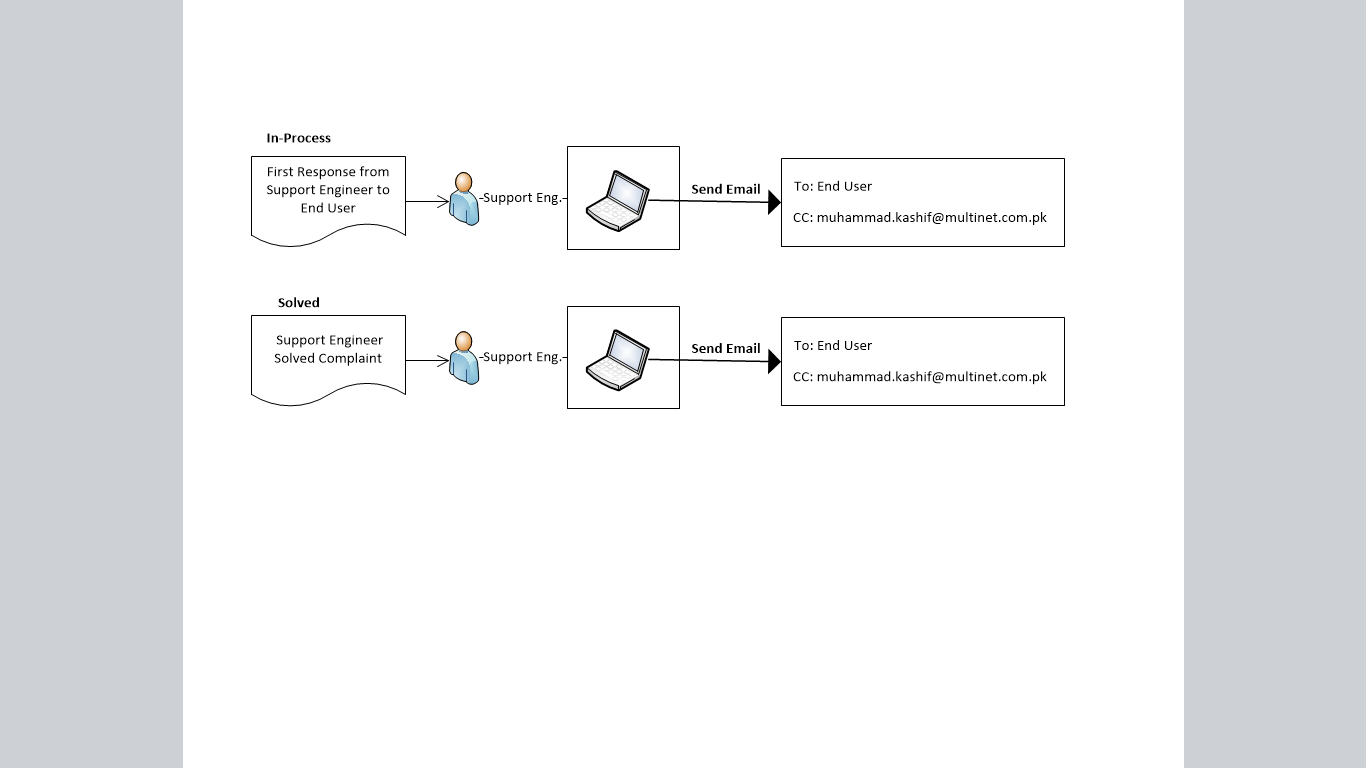 In-Process
First Response from
Support Engineer to
End User
Support Eng.
Send Email
To: End User
CC: muhammad.kashif@multinet.com.pk
Solved
Support Engineer
Solved Complaint
Support Eng.
Send Email
To: End User
CC: muhammad.kashif@multinet.com.pk